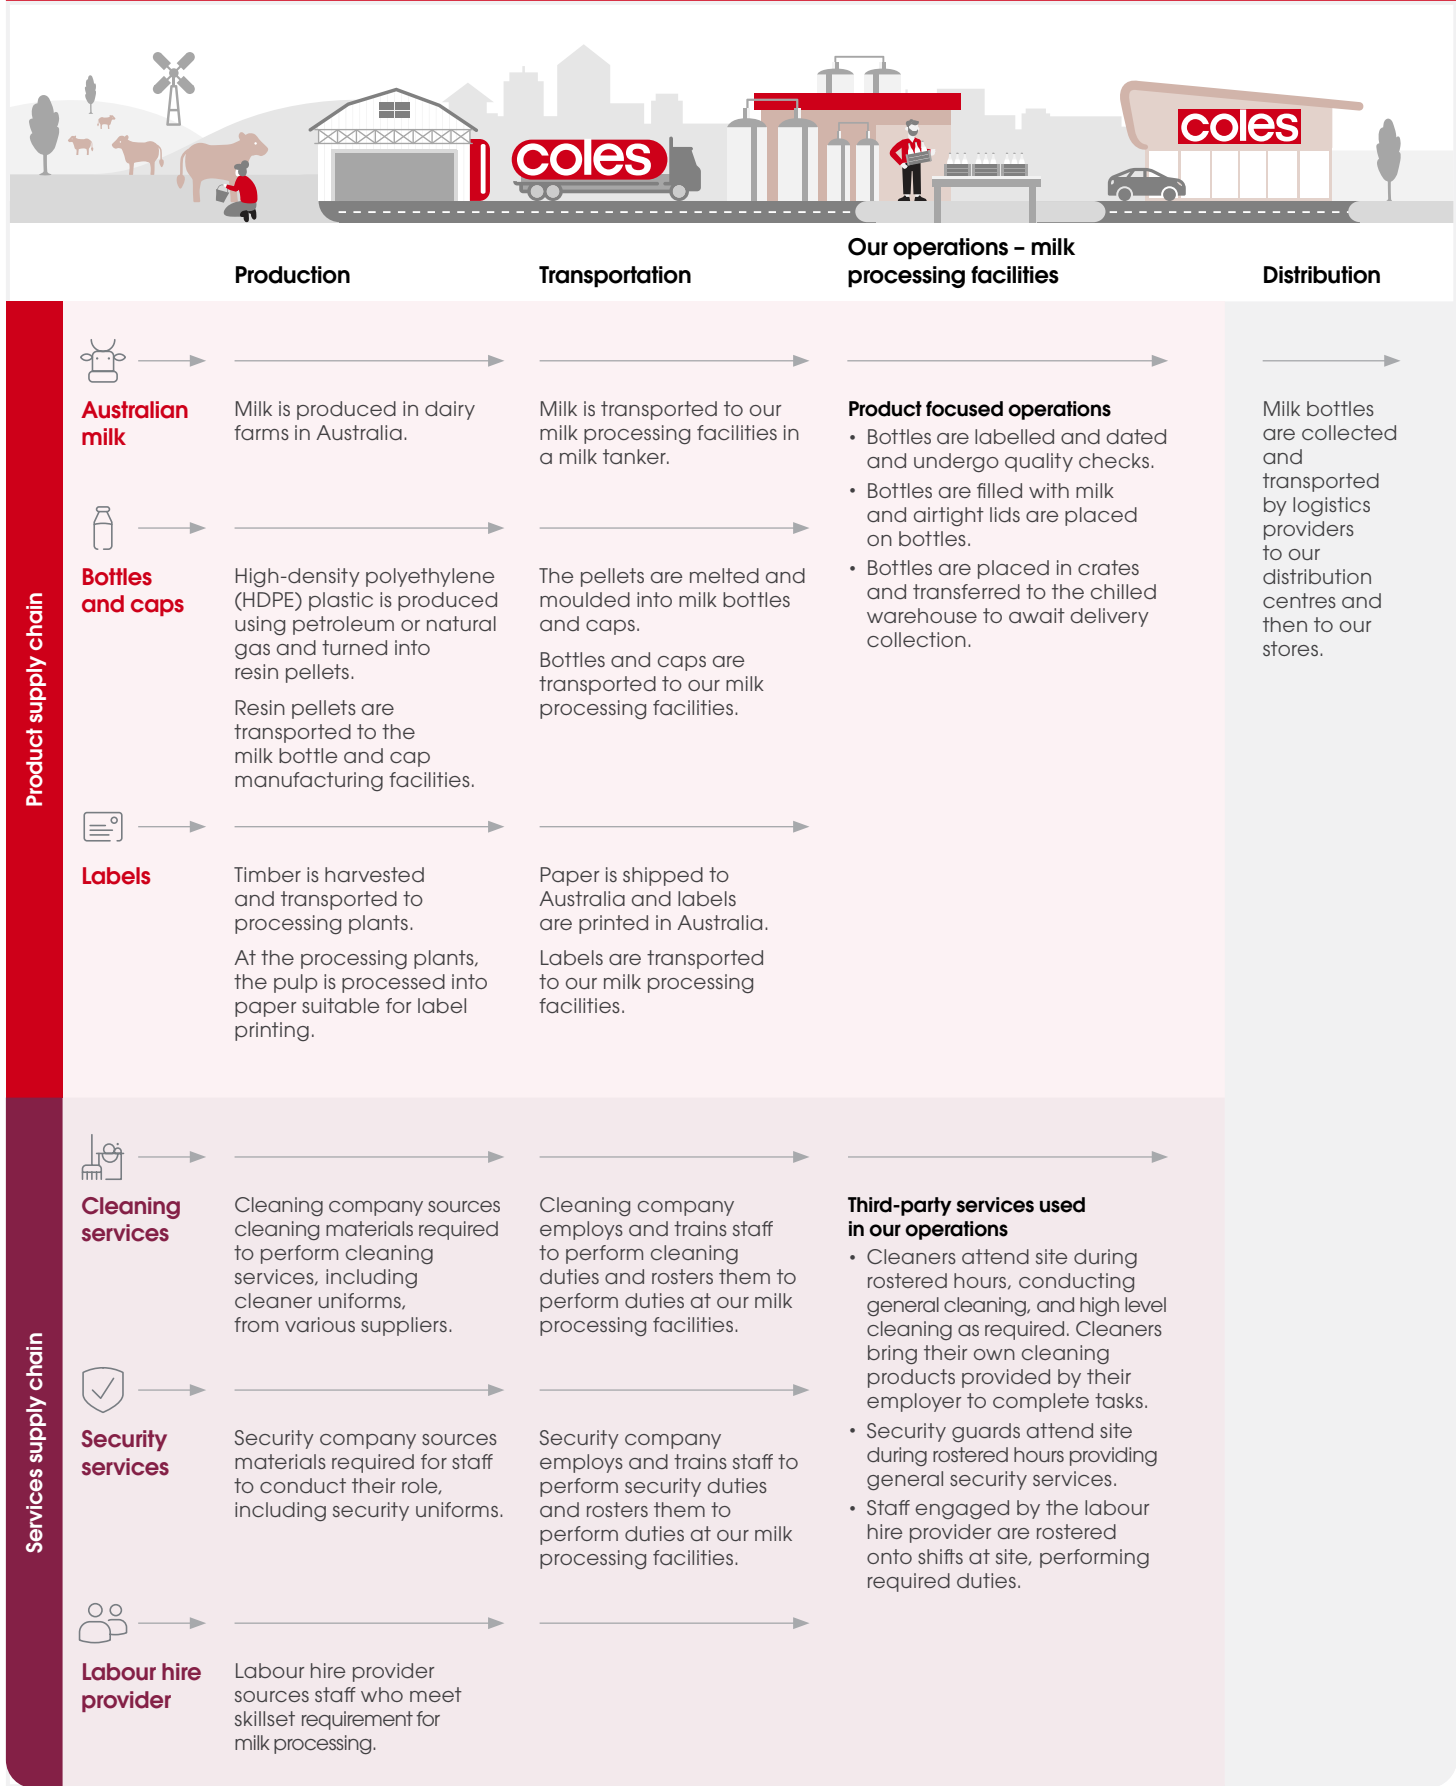 coles
coles
Production
Transportation
Our operations – milk
processing facilities
Distribution
Product supply chain
Australian
milk
Milk is produced in dairy
farms in Australia.
Milk is transported to our
milk processing facilities in
a milk tanker.
Product focused operations
• Bottles are labelled and dated
and undergo quality checks.
• Bottles are filled with milk
and airtight lids are placed
on bottles.
• Bottles are placed in crates
and transferred to the chilled
warehouse to await delivery
collection.
Milk bottles
are collected
and
transported
by logistics
providers
to our
distribution
centres and
then to our
stores.
Bottles
and caps
High-density polyethylene
(HDPE) plastic is produced
using petroleum or natural
gas and turned into
resin pellets.
Resin pellets are
transported to the
milk bottle and cap
manufacturing facilities.
The pellets are melted and
moulded into milk bottles
and caps.
Bottles and caps are
transported to our milk
processing facilities.
Labels
Timber is harvested
and transported to
processing plants.
At the processing plants,
the pulp is processed into
paper suitable for label
printing.
Paper is shipped to
Australia and labels
are printed in Australia.
Labels are transported
to our milk processing
facilities.
Services supply chain
Cleaning
services
Cleaning company sources
cleaning materials required
to perform cleaning
services, including
cleaner uniforms,
from various suppliers.
Cleaning company
employs and trains staff
to perform cleaning
duties and rosters them to
perform duties at our milk
processing facilities.
Third-party services used
in our operations
• Cleaners attend site during
rostered hours, conducting
general cleaning, and high level
cleaning as required. Cleaners
bring their own cleaning
products provided by their
employer to complete tasks.
• Security guards attend site
during rostered hours providing
general security services.
• Staff engaged by the labour
hire provider are rostered
onto shifts at site, performing
required duties.
Security
services
Security company sources
materials required for staff
to conduct their role,
including security uniforms.
Security company
employs and trains staff to
perform security duties
and rosters them to
perform duties at our milk
processing facilities.
Labour hire
provider
Labour hire provider
sources staff who meet
skillset requirement for
milk processing.